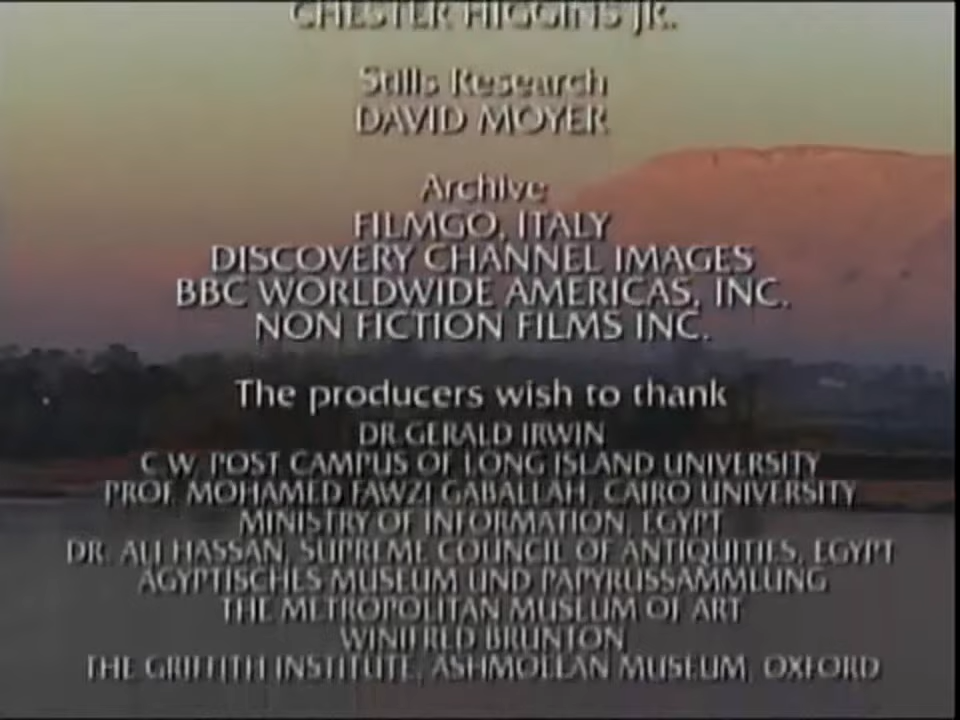 CHESTER HIGGINS JR.
Stills Research
DAVID MOYER
Archive
FILMGO, ITALY
DISCOVERY CHANNEL IMAGES
BBC WORLDWIDE AMERICAS, INC.
NON FICTION FILMS INC.
The producers wish to thank
DR. GERALD IRWIN
C.W. POST CAMPUS OF LONG ISLAND UNIVERSITY
PROF. MOHAMED FAWZI GABALLAH, CAIRO UNIVERSITY
MINISTRY OF INFORMATION, EGYPT
DR. ALI HASSAN, SUPREME COUNCIL OF ANTIQUITIES, EGYPT
ÄGYPTISCHES MUSEUM UND PAPYRUSSAMMLUNG
THE METROPOLITAN MUSEUM OF ART
WINIFRED BRUNTON
THE GRIFFITH INSTITUTE, ASHMOLEAN MUSEUM, OXFORD